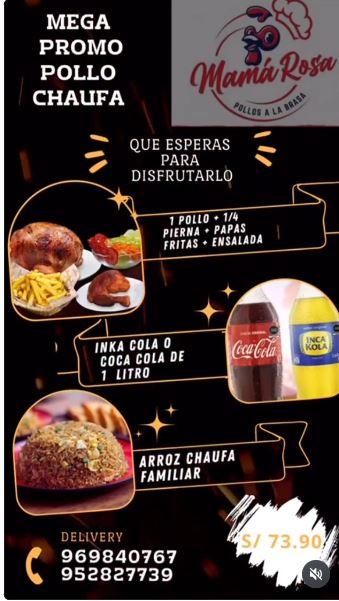 MEGA
PROMO
POLLO
CHAUFA
Mamá Rosa
POLLOS A LA BRASA
QUE ESPERAS
PARA
DISFRUTARLO
1 POLLO + 1/4
PIERNA + PAPAS
FRITAS + ENSALADA
INKA COLA O
COCA COLA DE
1 LITRO
Coca-Cola
INCA
KOLA
ARROZ CHAUFA
FAMILIAR
DELIVERY
969840767
952827739
S/ 73.90